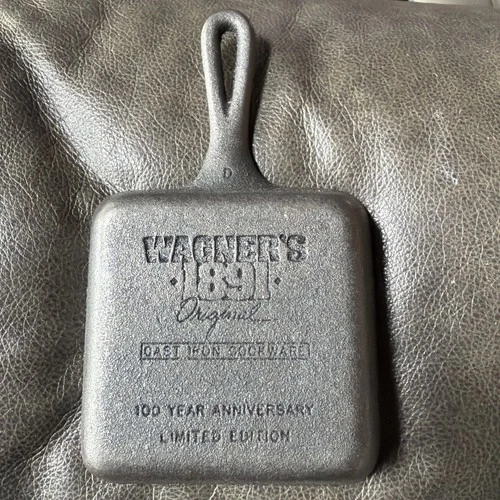 D
WAGNER'S
1891
Original
CAST IRON COOKWARE
100 YEAR ANNIVERSARY
LIMITED EDITION